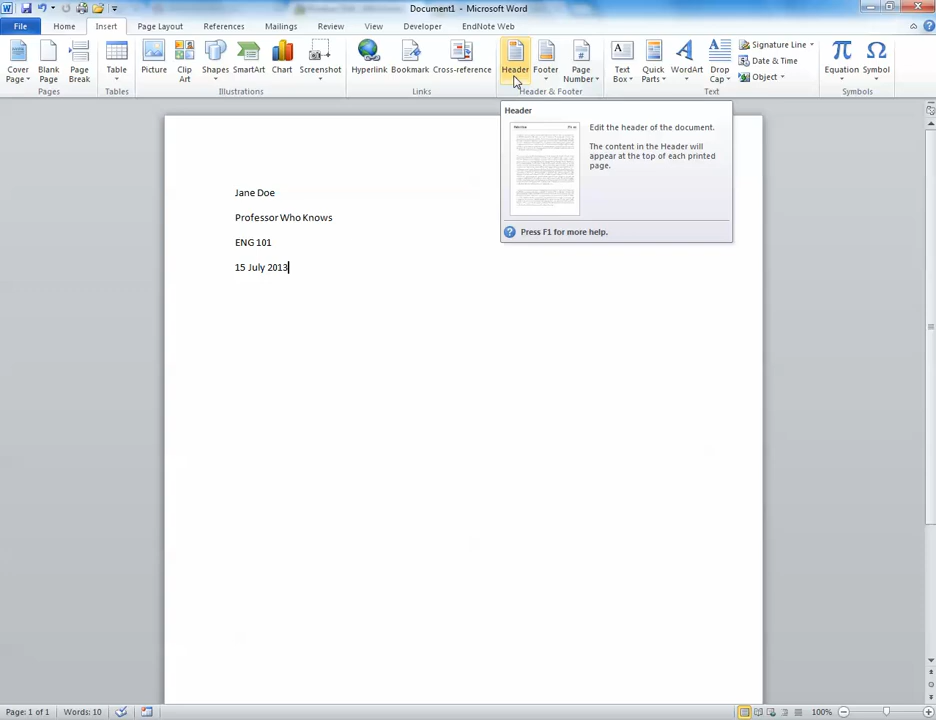 Document1 - Microsoft Word
File Home Insert Page Layout References Mailings Review View Developer EndNote Web
Cover Page Blank Page Page Break Table Picture Clip Art Shapes SmartArt Chart Screenshot Hyperlink Bookmark Cross-reference Header Footer Page Number Text Box Quick Parts WordArt Drop Cap Signature Line Date & Time Object Equation Symbol
Pages Tables Illustrations Links Header & Footer Text Symbols
Header
Edit the header of the document.
The content in the Header will
appear at the top of each printed
page.
Press F1 for more help.
Jane Doe
Professor Who Knows
ENG 101
15 July 2013
Page: 1 of 1 Words: 10 100%